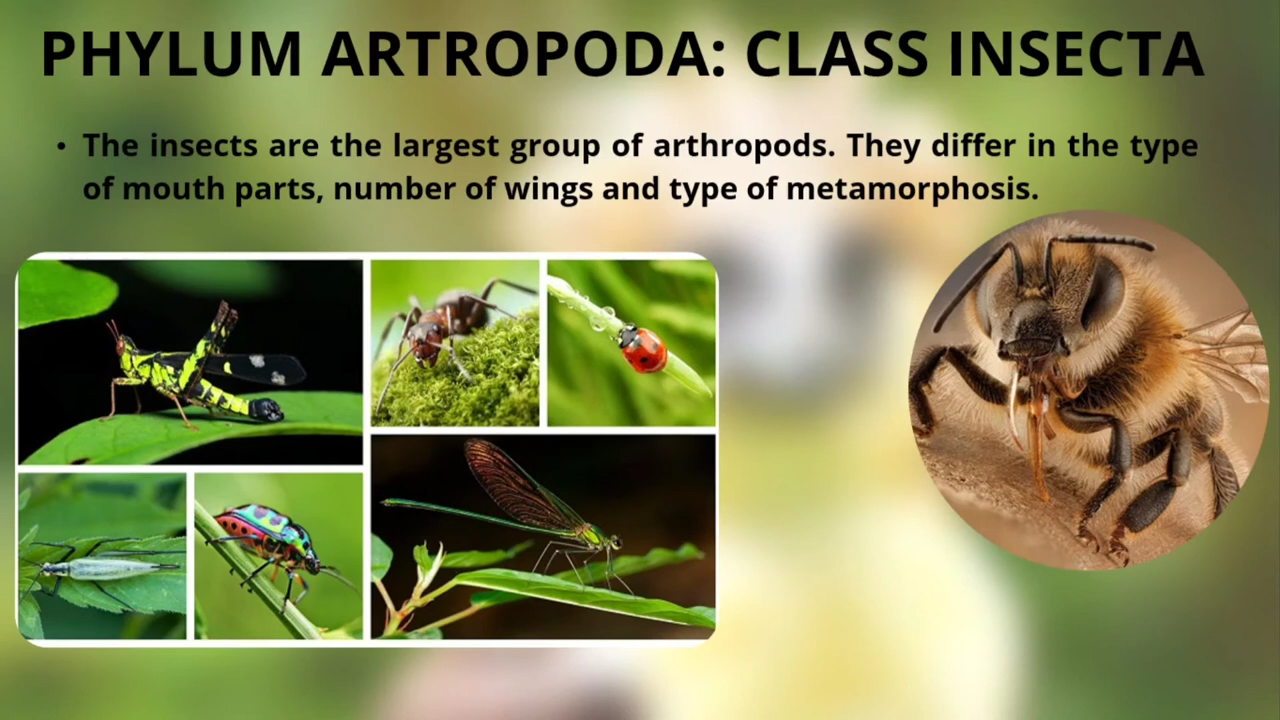 PHYLUM ARTROPODA: CLASS INSECTA
• The insects are the largest group of arthropods. They differ in the type
of mouth parts, number of wings and type of metamorphosis.